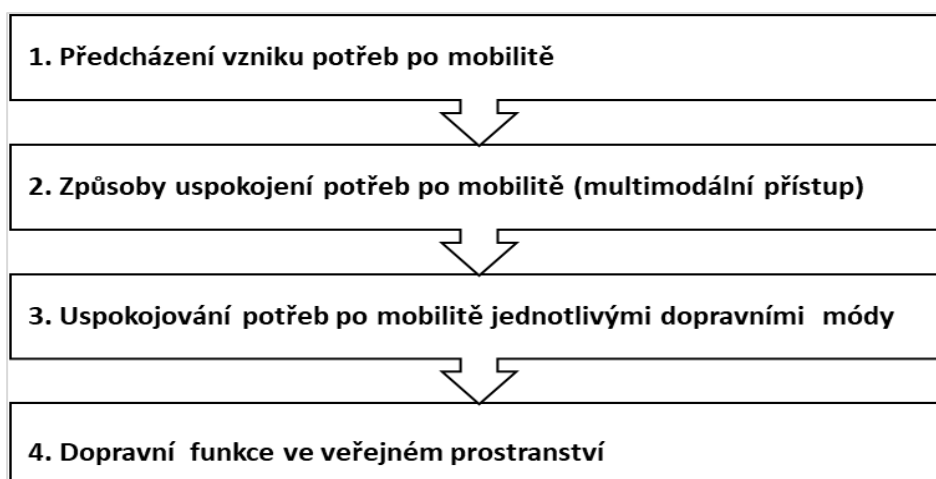 1. Předcházení vzniku potřeb po mobilitě
2. Způsoby uspokojení potřeb po mobilitě (multimodální přístup)
3. Uspokojování potřeb po mobilitě jednotlivými dopravními módy
4. Dopravní funkce ve veřejném prostranství